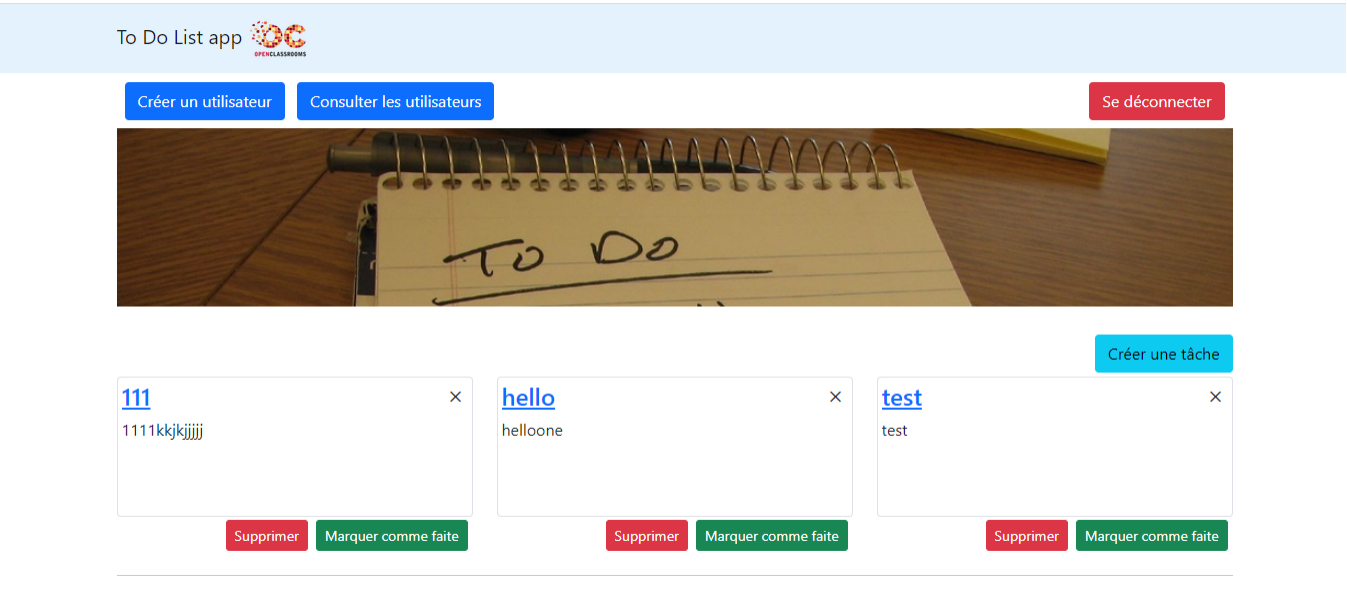 To Do List app OC
OPENCLASSROOMS
Créer un utilisateur Consulter les utilisateurs Se déconnecter
To Do
Créer une tâche
111
1111kkjkjjjjj
Supprimer Marquer comme faite
hello
helloone
Supprimer Marquer comme faite
test
test
Supprimer Marquer comme faite